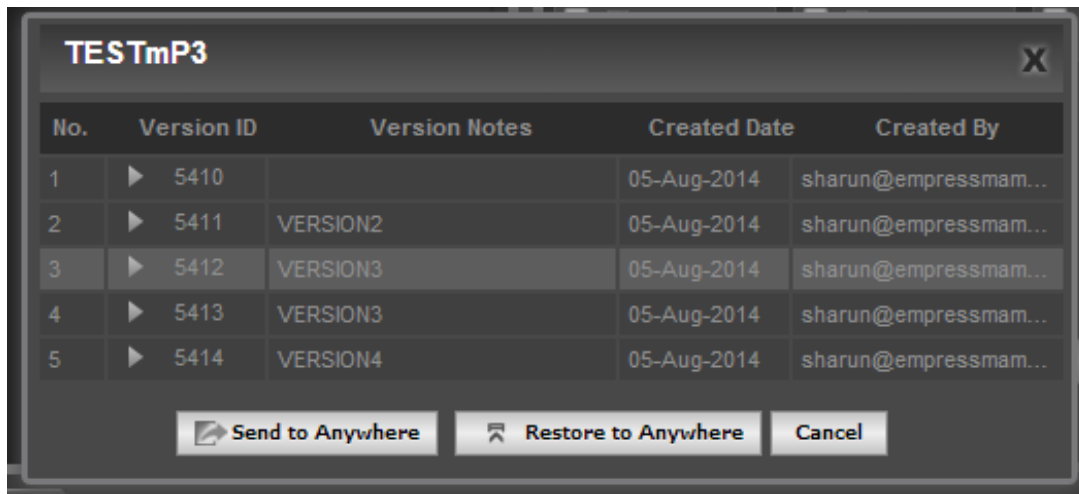 TESTmP3
X
No. Version ID Version Notes Created Date Created By
1 5410 05-Aug-2014 sharun@empressmam...
2 5411 VERSION2 05-Aug-2014 sharun@empressmam...
3 5412 VERSION3 05-Aug-2014 sharun@empressmam...
4 5413 VERSION3 05-Aug-2014 sharun@empressmam...
5 5414 VERSION4 05-Aug-2014 sharun@empressmam...
Send to Anywhere Restore to Anywhere Cancel